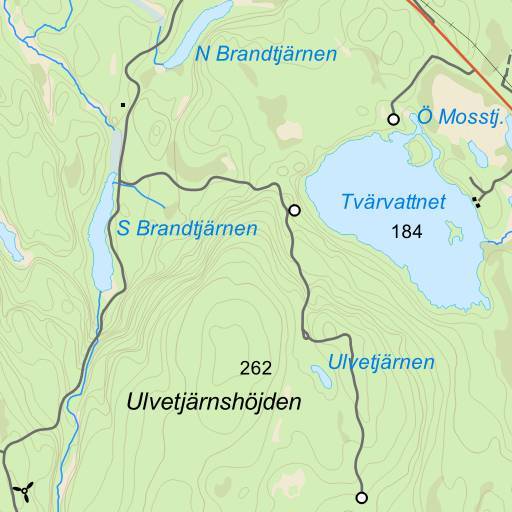 N Brandtjärnen
Ö Mosstj.
Tvärvattnet
184
S Brandtjärnen
Ulvetjärnen
262
Ulvetjärnshöjden